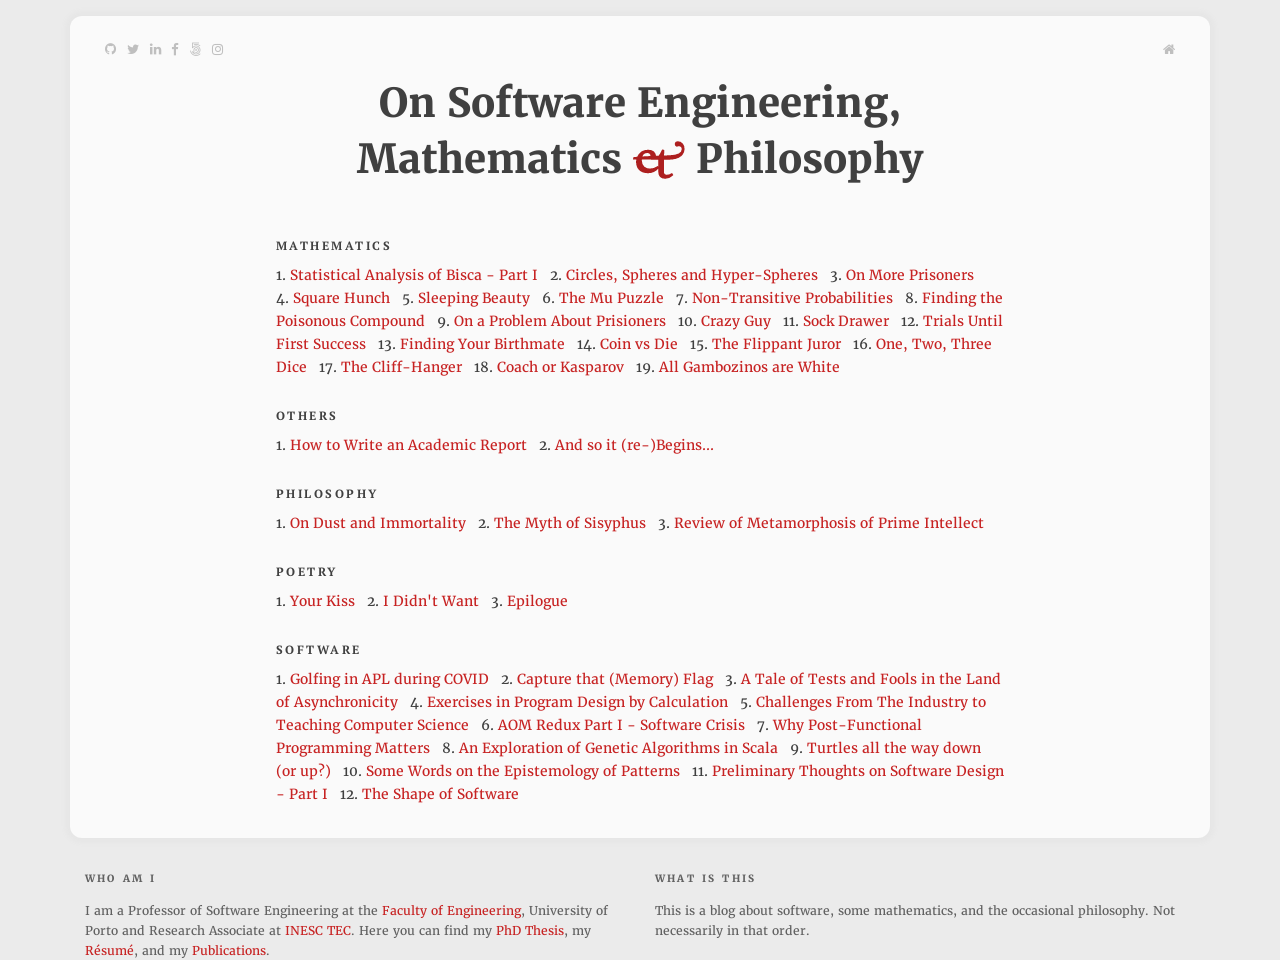 On Software Engineering,
Mathematics & Philosophy
MATHEMATICS
1. Statistical Analysis of Bisca - Part I 2. Circles, Spheres and Hyper-Spheres 3. On More Prisoners
4. Square Hunch 5. Sleeping Beauty 6. The Mu Puzzle 7. Non-Transitive Probabilities 8. Finding the
Poisonous Compound 9. On a Problem About Prisioners 10. Crazy Guy 11. Sock Drawer 12. Trials Until
First Success 13. Finding Your Birthmate 14. Coin vs Die 15. The Flippant Juror 16. One, Two, Three
Dice 17. The Cliff-Hanger 18. Coach or Kasparov 19. All Gambozinos are White
OTHERS
1. How to Write an Academic Report 2. And so it (re-)Begins...
PHILOSOPHY
1. On Dust and Immortality 2. The Myth of Sisyphus 3. Review of Metamorphosis of Prime Intellect
POETRY
1. Your Kiss 2. I Didn't Want 3. Epilogue
SOFTWARE
1. Golfing in APL during COVID 2. Capture that (Memory) Flag 3. A Tale of Tests and Fools in the Land
of Asynchronicity 4. Exercises in Program Design by Calculation 5. Challenges From The Industry to
Teaching Computer Science 6. AOM Redux Part I - Software Crisis 7. Why Post-Functional
Programming Matters 8. An Exploration of Genetic Algorithms in Scala 9. Turtles all the way down
(or up?) 10. Some Words on the Epistemology of Patterns 11. Preliminary Thoughts on Software Design
- Part I 12. The Shape of Software
WHO AM I
I am a Professor of Software Engineering at the Faculty of Engineering, University of
Porto and Research Associate at INESC TEC. Here you can find my PhD Thesis, my
Résumé, and my Publications.
WHAT IS THIS
This is a blog about software, some mathematics, and the occasional philosophy. Not
necessarily in that order.